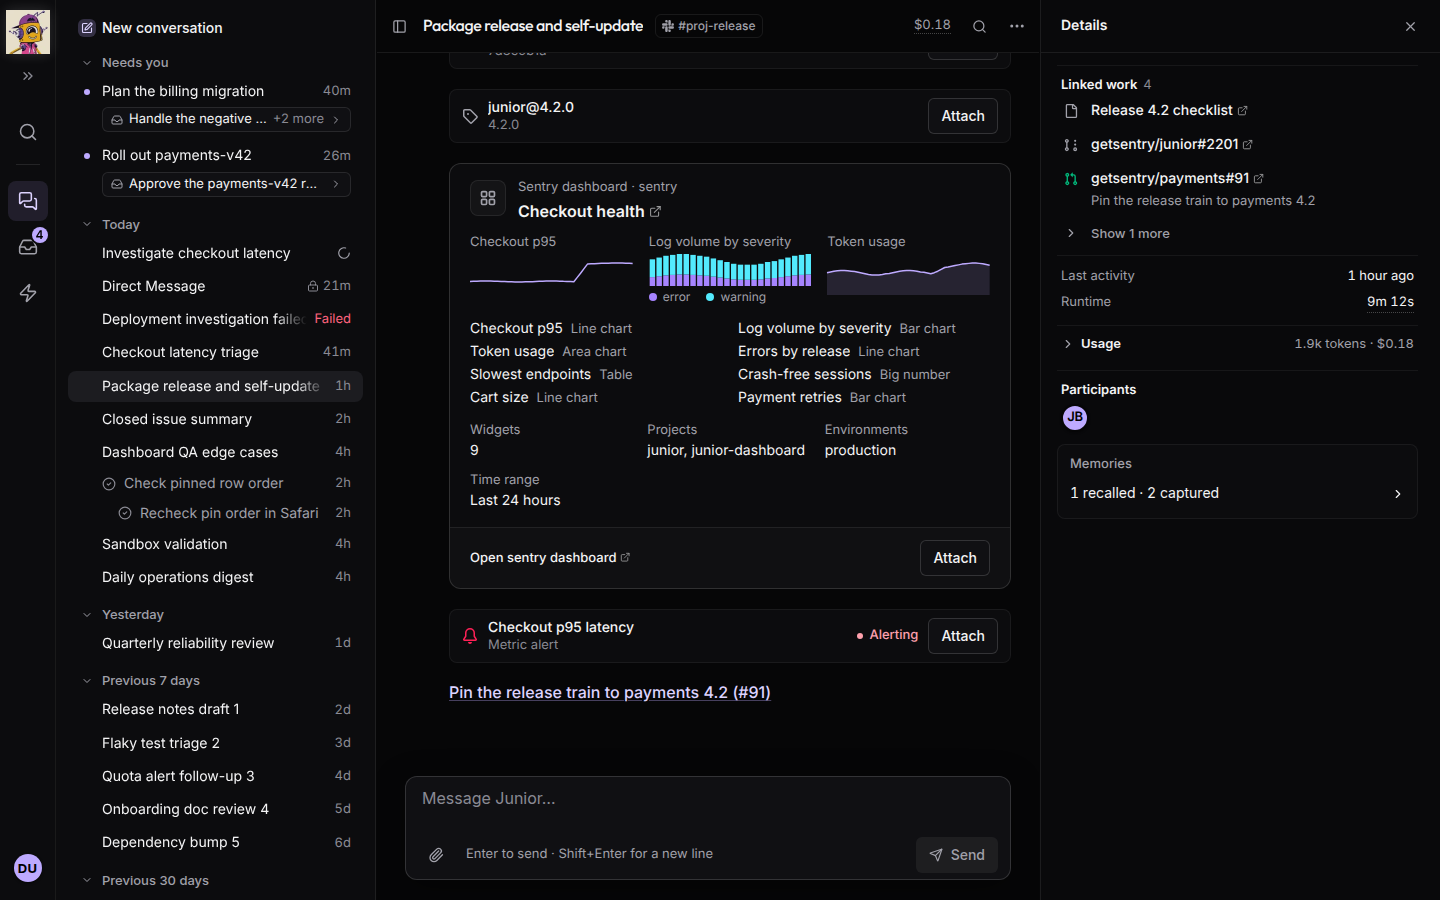 New conversation
Needs you
Plan the billing migration 40m
Handle the negative ... +2 more
Roll out payments-v42 26m
Approve the payments-v42 r...
Today
Investigate checkout latency
Direct Message 21m
Deployment investigation failed Failed
Checkout latency triage 41m
Package release and self-update 1h
Closed issue summary 2h
Dashboard QA edge cases 4h
Check pinned row order 2h
Recheck pin order in Safari 2h
Sandbox validation 4h
Daily operations digest 4h
Yesterday
Quarterly reliability review 1d
Previous 7 days
Release notes draft 1 2d
Flaky test triage 2 3d
Quota alert follow-up 3 4d
Onboarding doc review 4 5d
Dependency bump 5 6d
Previous 30 days
4
DU
Package release and self-update #proj-release $0.18
junior@4.2.0
4.2.0
Attach
Sentry dashboard · sentry
Checkout health
Checkout p95 Log volume by severity Token usage
error warning
Checkout p95 Line chart Log volume by severity Bar chart
Token usage Area chart Errors by release Line chart
Slowest endpoints Table Crash-free sessions Big number
Cart size Line chart Payment retries Bar chart
Widgets Projects Environments
9 junior, junior-dashboard production
Time range
Last 24 hours
Open sentry dashboard Attach
Checkout p95 latency
Metric alert
Alerting Attach
Pin the release train to payments 4.2 (#91)
Message Junior...
Enter to send · Shift+Enter for a new line Send
Details
Linked work 4
Release 4.2 checklist
getsentry/junior#2201
getsentry/payments#91
Pin the release train to payments 4.2
Show 1 more
Last activity 1 hour ago
Runtime 9m 12s
Usage 1.9k tokens · $0.18
Participants
JB
Memories
1 recalled · 2 captured